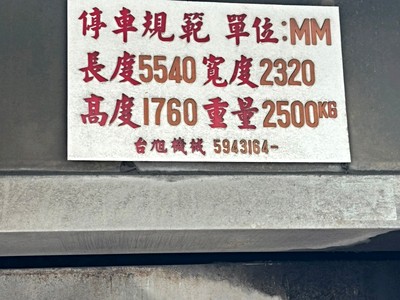 停車規範 單位:MM
長度5540 寬度2320
高度1760 重量2500KG
台旭機械 5943164-